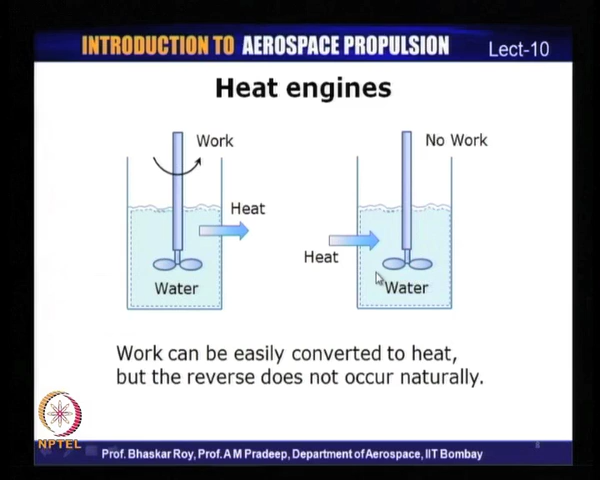 INTRODUCTION TO AEROSPACE PROPULSION
Lect-10
Heat engines
Work
No Work
Heat
Heat
Water
Water
Work can be easily converted to heat,
but the reverse does not occur naturally.
NPTEL
Prof. Bhaskar Roy, Prof. A M Pradeep, Department of Aerospace, IIT Bombay